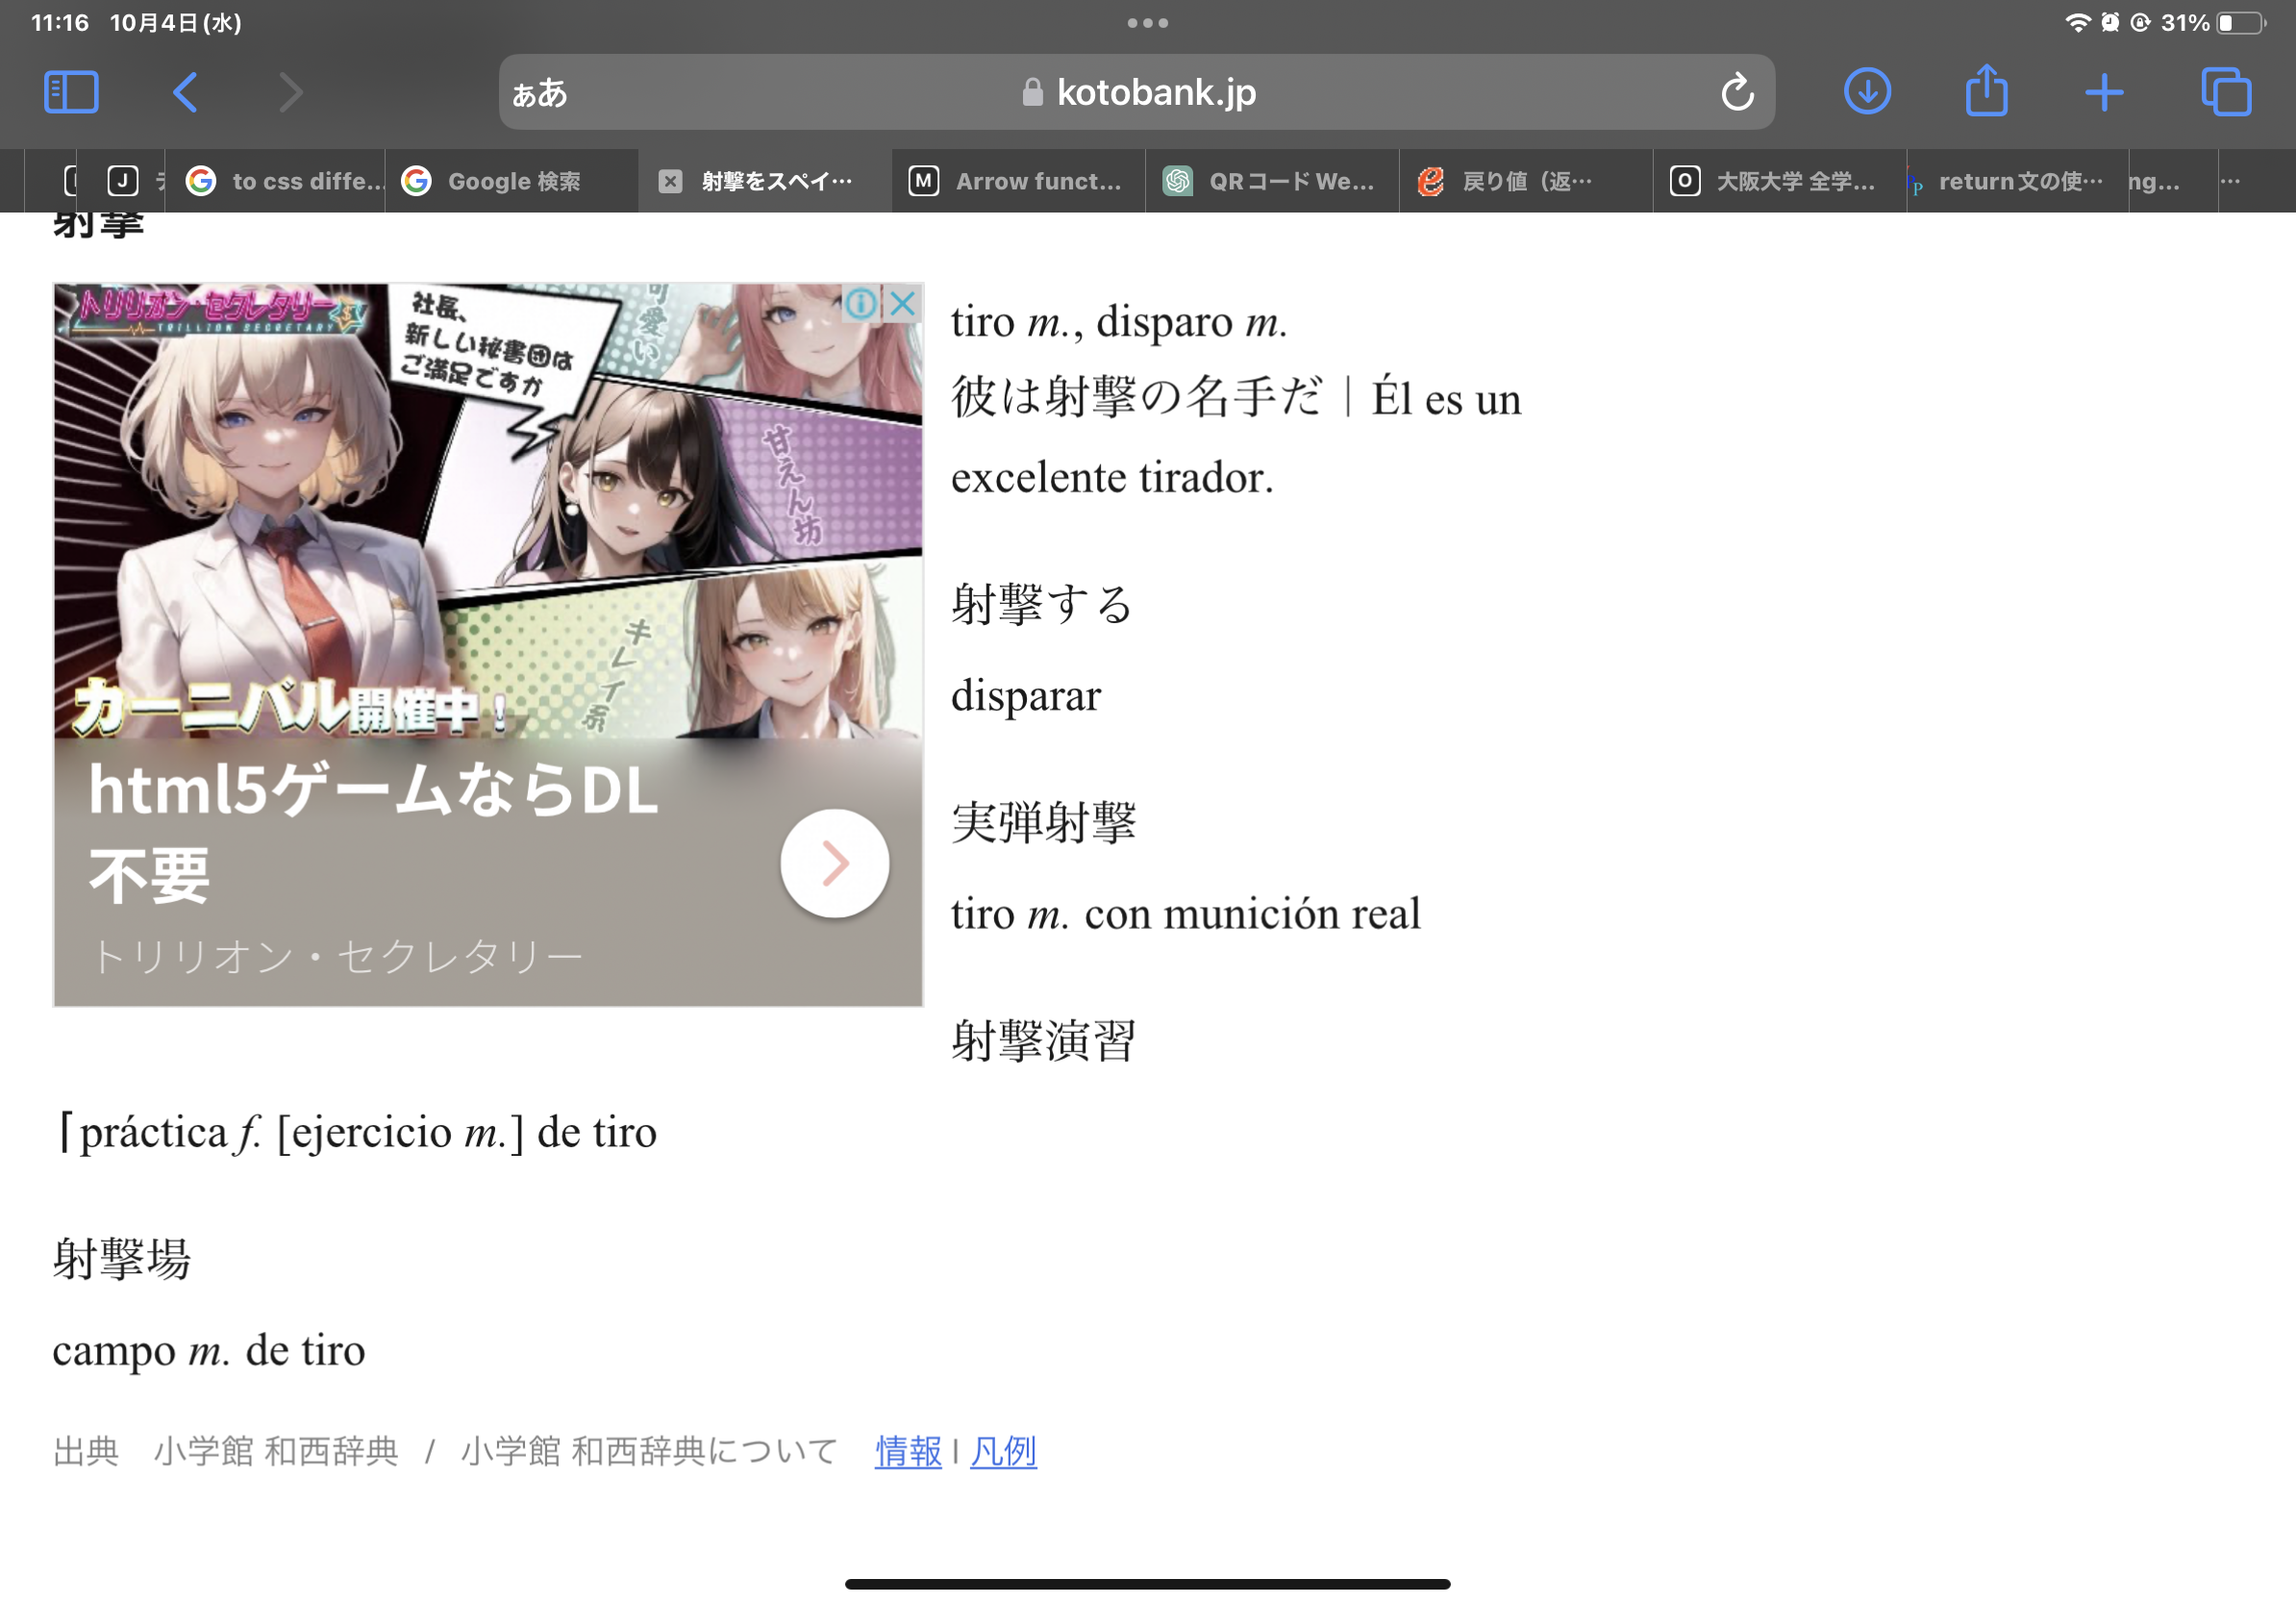 11:16 10月4日(水)
31%
ぁあ
kotobank.jp
J
to css diffe...
Google 検索
射撃をスペイ…
M Arrow funct...
QRコード We...
戻り値（返…
O 大阪大学 全学...
return文の使…
ng...
…
射撃
トリリオン・セクレタリー
TRILLION SECRETARY
社長、
新しい秘書団は
ご満足ですか
可愛い
甘えん坊
キレイ系
カーニバル開催中！
html5ゲームならDL
不要
トリリオン・セクレタリー
tiro m., disparo m.
彼は射撃の名手だ｜Él es un
excelente tirador.
射撃する
disparar
実弾射撃
tiro m. con munición real
射撃演習
⌈práctica f. [ejercicio m.] de tiro
射撃場
campo m. de tiro
出典 小学館 和西辞典 / 小学館 和西辞典について 情報 | 凡例